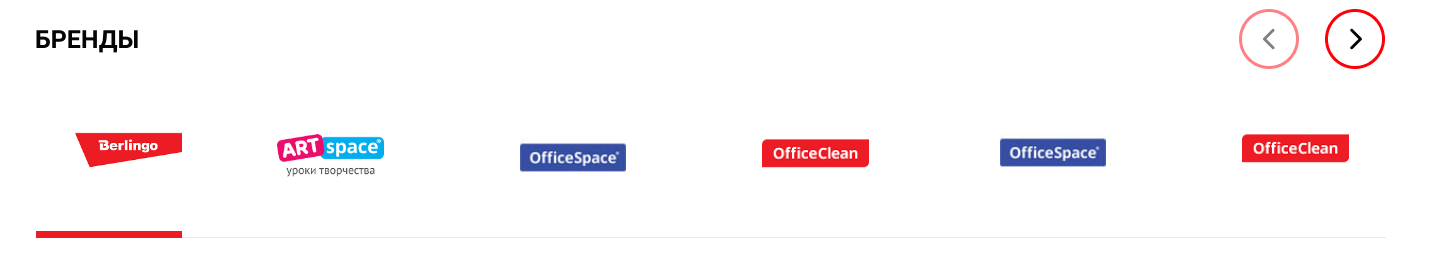 БРЕНДЫ
Berlingo
ARTspace®
уроки творчества
OfficeSpace®
OfficeClean
OfficeSpace®
OfficeClean